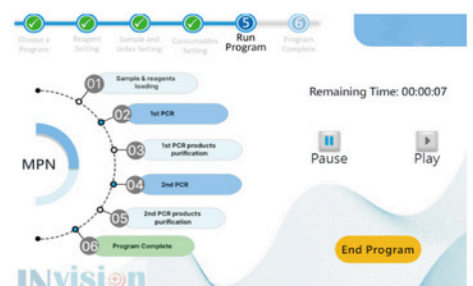 Choose a
Program
Reagent
Setting
Sample and
Index Setting
Consumables
Setting
5
Run
Program
6
Program
Complete
01
Sample & reagents
loading
02
1st PCR
03
1st PCR products
purification
04
2nd PCR
05
2nd PCR products
purification
06
Program Complete
MPN
Remaining Time: 00:00:07
Pause
Play
End Program
INvision